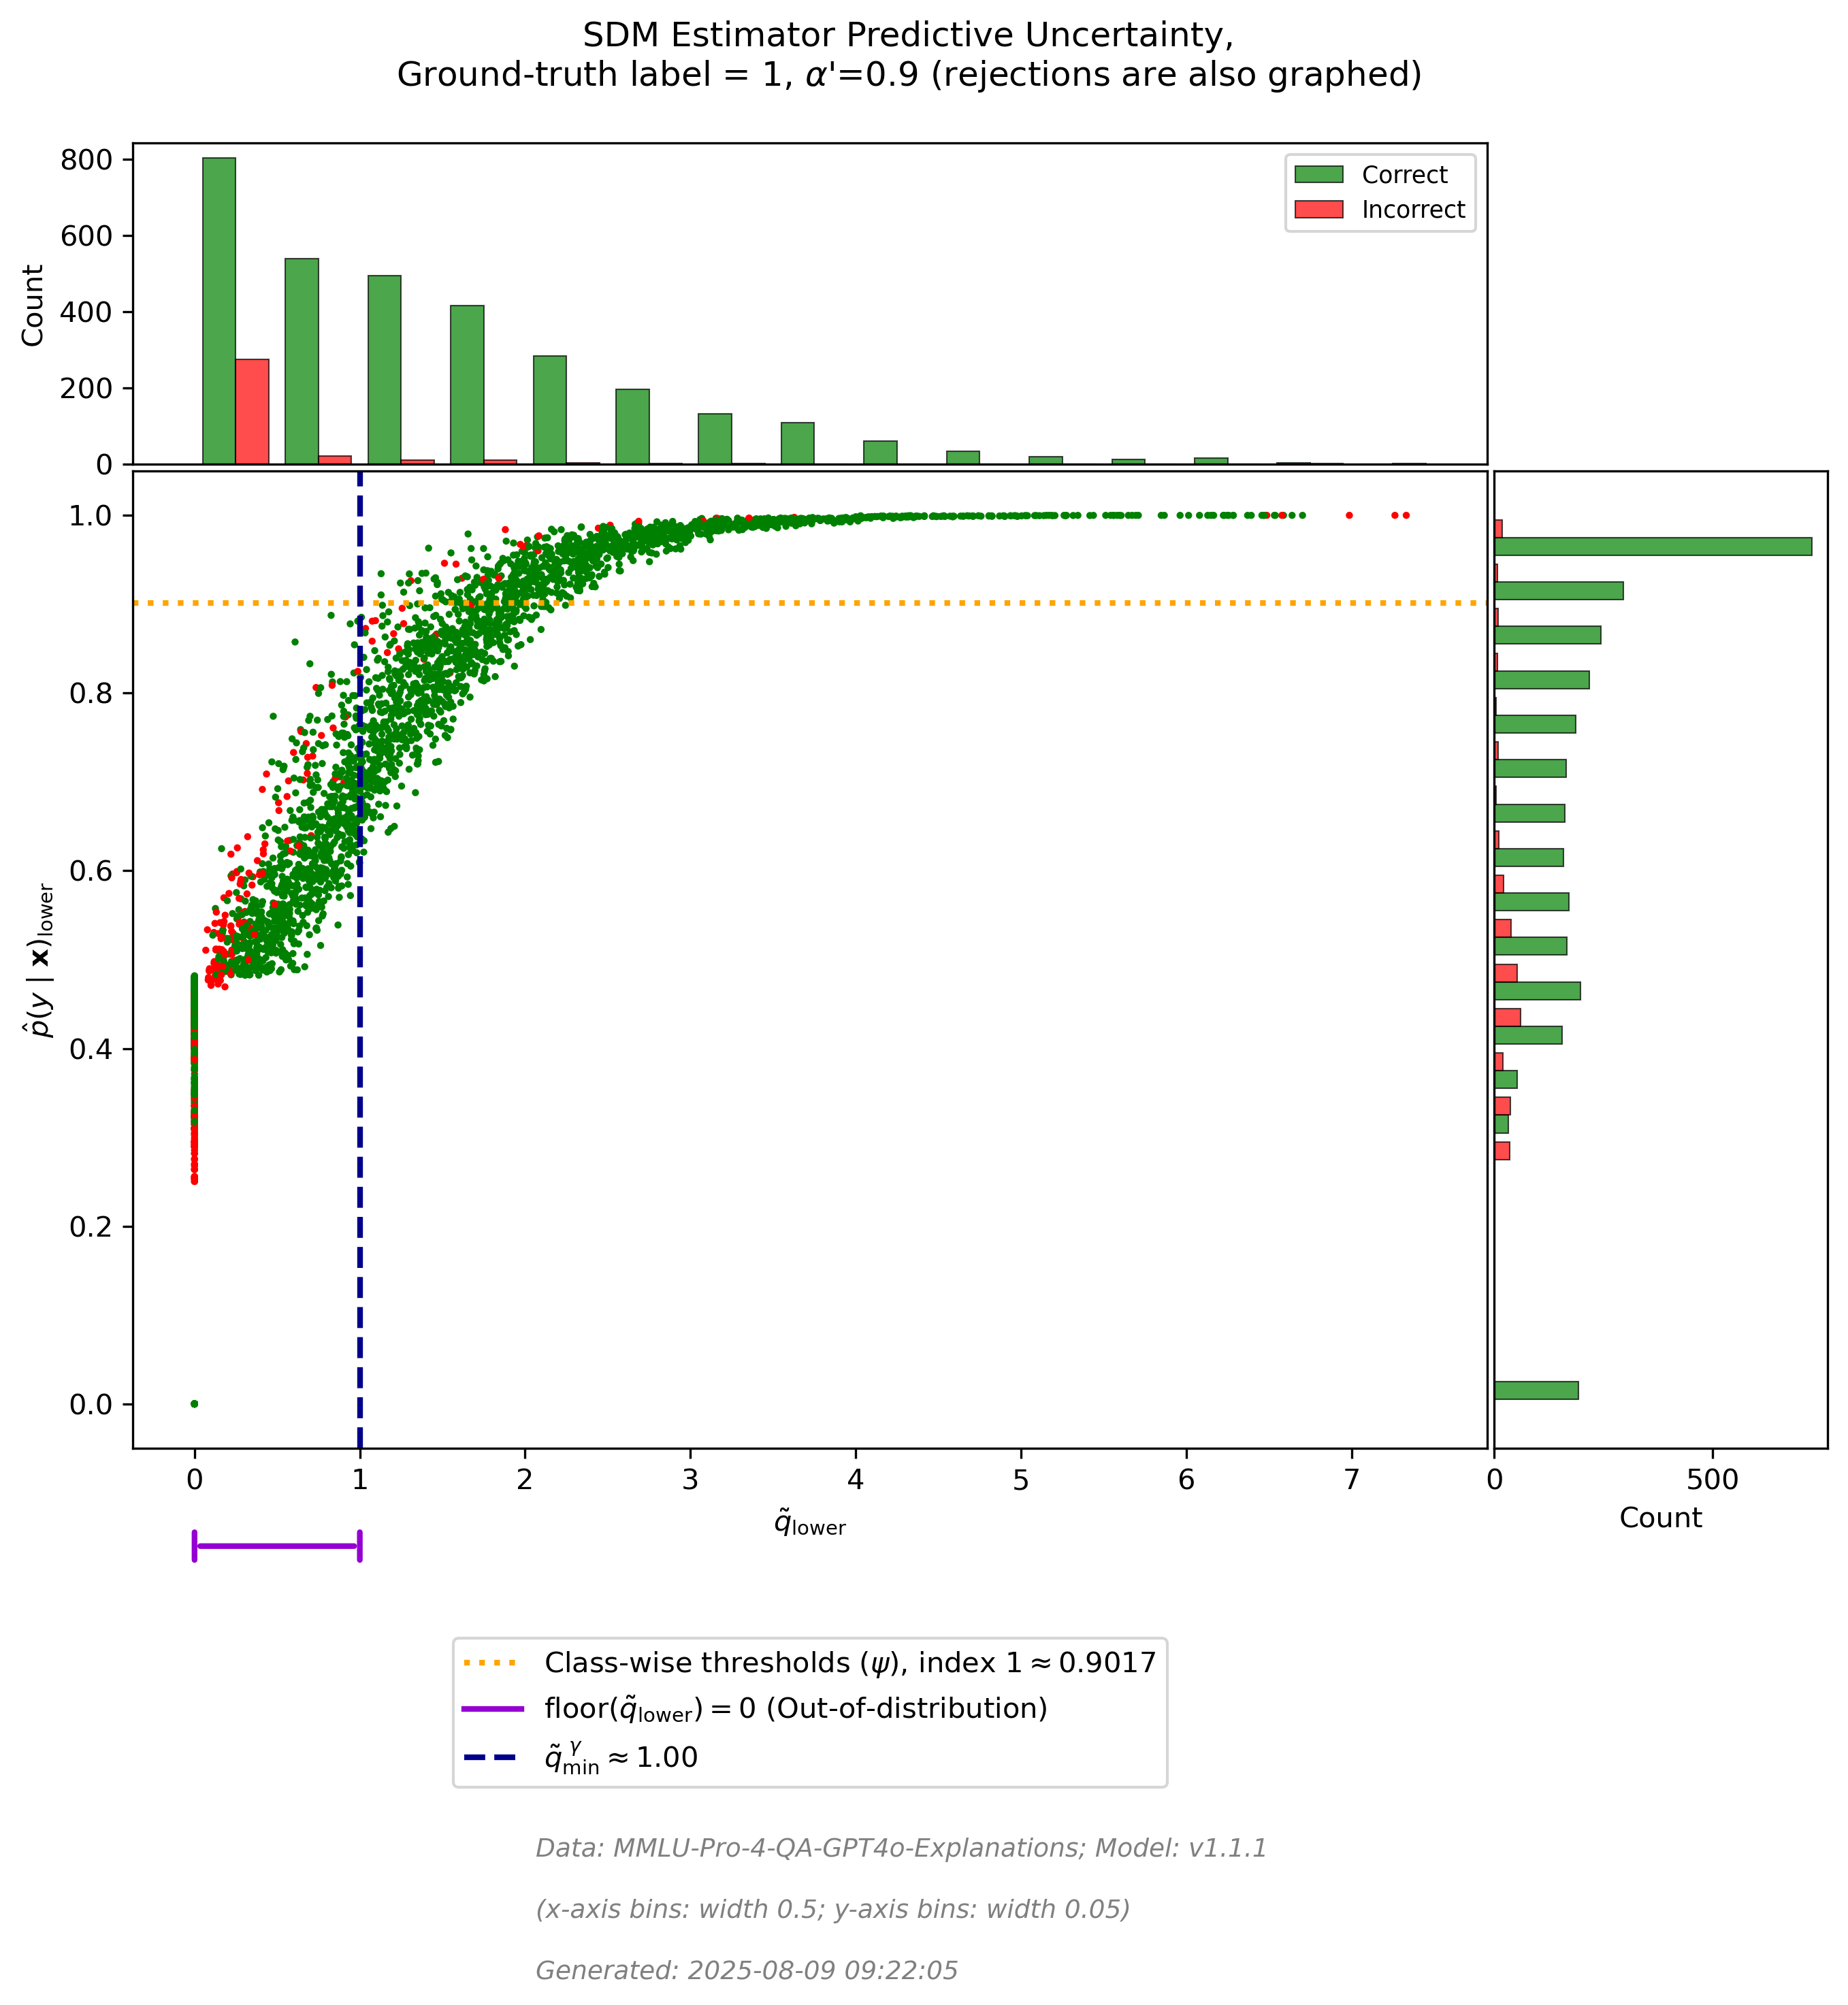 SDM Estimator Predictive Uncertainty,
Ground-truth label = 1, α'=0.9 (rejections are also graphed)
Count
800
600
400
200
0
Correct
Incorrect
p̂(y | x)lower
1.0
0.8
0.6
0.4
0.2
0.0
0 1 2 3 4 5 6 7
q̃lower
0 500
Count
Class-wise thresholds (ψ), index 1 ≈ 0.9017
floor(q̃lower) = 0 (Out-of-distribution)
q̃γmin ≈ 1.00
Data: MMLU-Pro-4-QA-GPT4o-Explanations; Model: v1.1.1
(x-axis bins: width 0.5; y-axis bins: width 0.05)
Generated: 2025-08-09 09:22:05